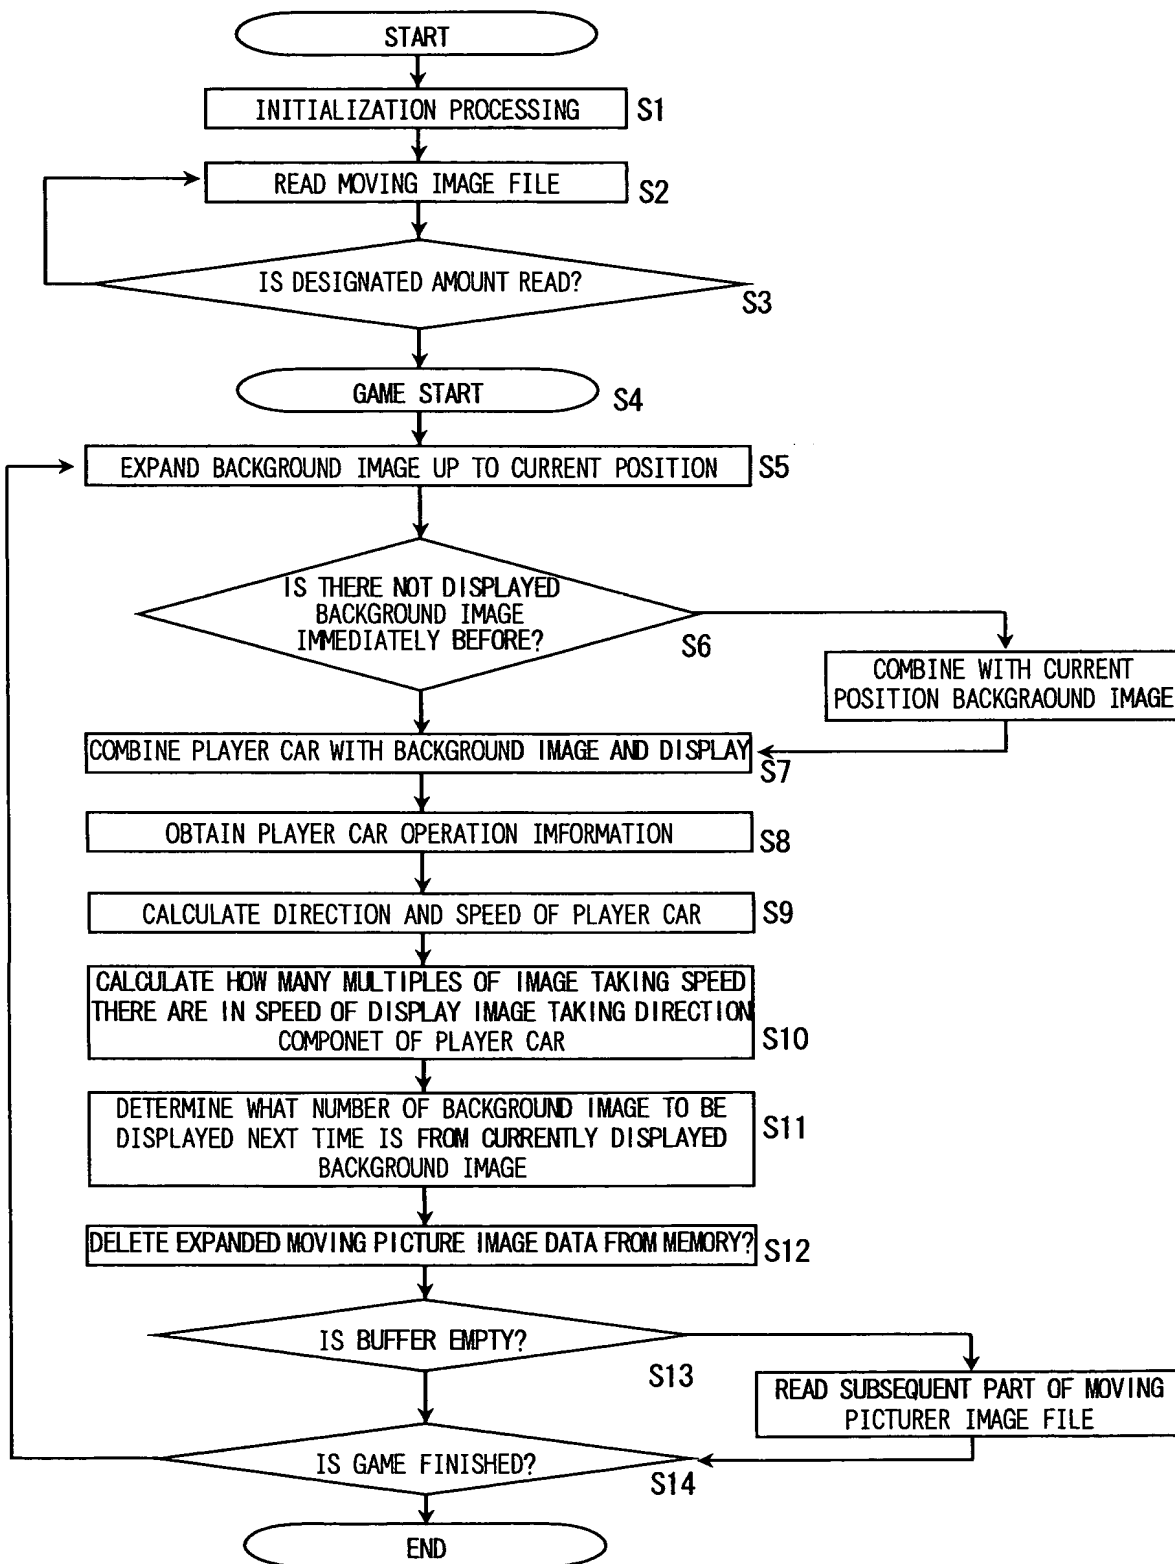 START
INITIALIZATION PROCESSING
S1
READ MOVING IMAGE FILE
S2
IS DESIGNATED AMOUNT READ?
S3
GAME START
S4
EXPAND BACKGROUND IMAGE UP TO CURRENT POSITION
S5
IS THERE NOT DISPLAYED
BACKGROUND IMAGE
IMMEDIATELY BEFORE?
S6
COMBINE WITH CURRENT
POSITION BACKGRAOUND IMAGE
COMBINE PLAYER CAR WITH BACKGROUND IMAGE AND DISPLAY
S7
OBTAIN PLAYER CAR OPERATION IMFORMATION
S8
CALCULATE DIRECTION AND SPEED OF PLAYER CAR
S9
CALCULATE HOW MANY MULTIPLES OF IMAGE TAKING SPEED
THERE ARE IN SPEED OF DISPLAY IMAGE TAKING DIRECTION
COMPONET OF PLAYER CAR
S10
DETERMINE WHAT NUMBER OF BACKGROUND IMAGE TO BE
DISPLAYED NEXT TIME IS FROM CURRENTLY DISPLAYED
BACKGROUND IMAGE
S11
DELETE EXPANDED MOVING PICTURE IMAGE DATA FROM MEMORY?
S12
IS BUFFER EMPTY?
S13
READ SUBSEQUENT PART OF MOVING
PICTURER IMAGE FILE
IS GAME FINISHED?
S14
END